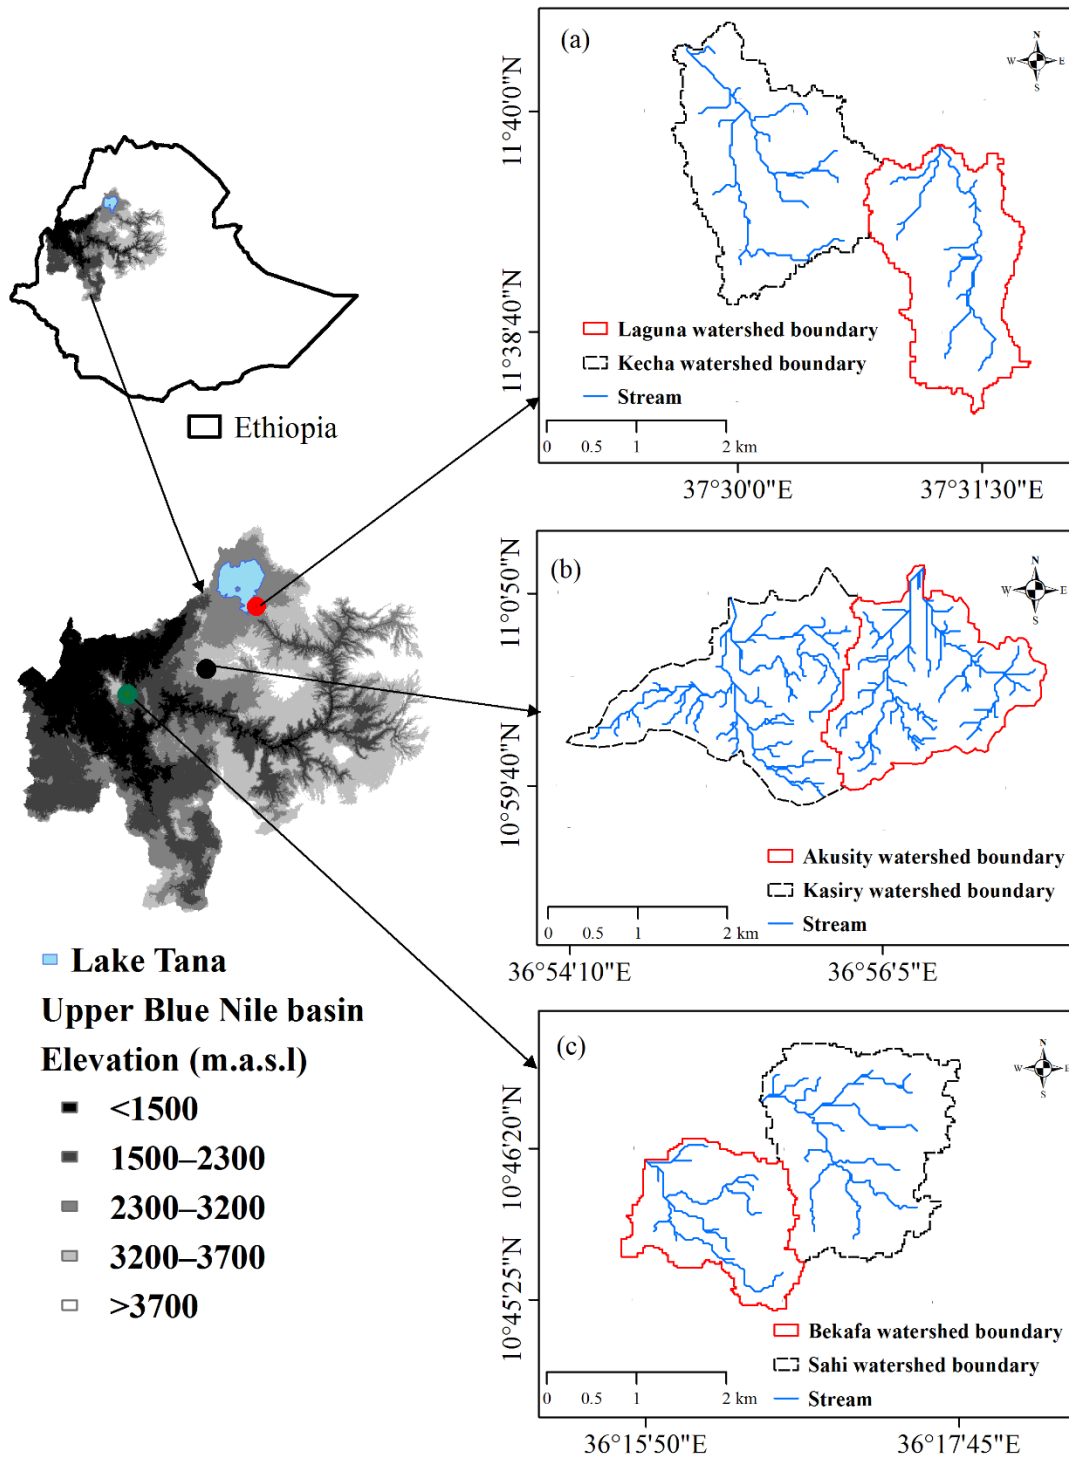 Ethiopia
Lake Tana
Upper Blue Nile basin
Elevation (m.a.s.l)
<1500
1500–2300
2300–3200
3200–3700
>3700
(a)
N
W E
S
11°40'0"N
11°38'40"N
Laguna watershed boundary
Kecha watershed boundary
Stream
0 0.5 1 2 km
37°30'0"E 37°31'30"E
(b)
N
W E
S
11°0'50"N
10°59'40"N
Akusity watershed boundary
Kasiry watershed boundary
Stream
0 0.5 1 2 km
36°54'10"E 36°56'5"E
(c)
N
W E
S
10°46'20"N
10°45'25"N
Bekafa watershed boundary
Sahi watershed boundary
Stream
0 0.5 1 2 km
36°15'50"E 36°17'45"E